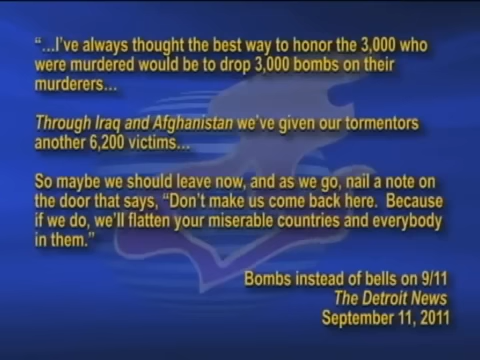 “…I’ve always thought the best way to honor the 3,000 who
were murdered would be to drop 3,000 bombs on their
murderers…
Through Iraq and Afghanistan we’ve given our tormentors
another 6,200 victims…
So maybe we should leave now, and as we go, nail a note on
the door that says, “Don’t make us come back here.  Because
if we do, we’ll flatten your miserable countries and everybody
in them.”
Bombs instead of bells on 9/11
The Detroit News
September 11, 2011